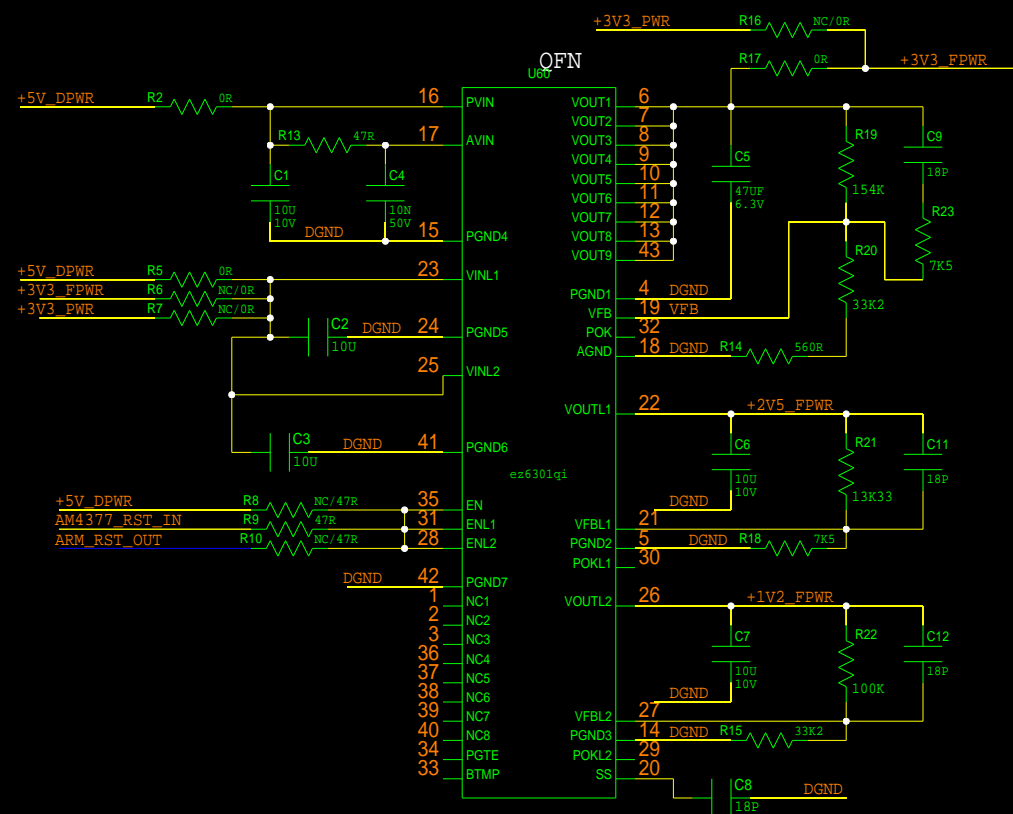 +3V3_PWR R16 NC/0R
QFN
U60
R17 0R +3V3_FPWR
+5V_DPWR R2 0R 16 PVIN VOUT1 6
VOUT2 7
R13 47R 17 AVIN VOUT3 8 R19 C9
VOUT4 9 C5 18P
C1 C4 VOUT5 10 47UF 154K
10U 10N VOUT6 11 6.3V
10V 50V VOUT7 12 R23
DGND 15 PGND4 VOUT8 13
VOUT9 43 R20 7K5
+5V_DPWR R5 0R 23 VINL1
+3V3_FPWR R6 NC/0R PGND1 4 DGND 33K2
+3V3_PWR R7 NC/0R VFB 19 VFB
C2 10U DGND 24 PGND5 POK 32
AGND 18 DGND R14 560R
25 VINL2
VOUTL1 22 +2V5_FPWR
C3 10U DGND 41 PGND6 C6 R21 C11
10U 13K33 18P
ez6301qi 10V
+5V_DPWR R8 NC/47R 35 EN DGND
AM4377_RST_IN R9 47R 31 ENL1 VFBL1 21
ARM_RST_OUT R10 NC/47R 28 ENL2 PGND2 5 DGND R18 7K5
POKL1 30
DGND 42 PGND7
1 NC1 VOUTL2 26 +1V2_FPWR
2 NC2
3 NC3 C7 R22 C12
36 NC4 10U 18P
37 NC5 10V 100K
38 NC6 DGND
39 NC7 VFBL2 27
40 NC8 PGND3 14 DGND R15 33K2
34 PGTE POKL2 29
33 BTMP SS 20
C8 DGND
18P